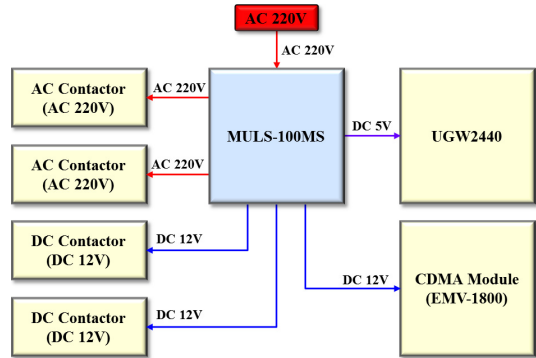 AC 220V
AC 220V
AC Contactor
(AC 220V)
AC 220V
MULS-100MS
DC 5V
UGW2440
AC Contactor
(AC 220V)
AC 220V
DC Contactor
(DC 12V)
DC 12V
DC 12V
CDMA Module
(EMV-1800)
DC Contactor
(DC 12V)
DC 12V